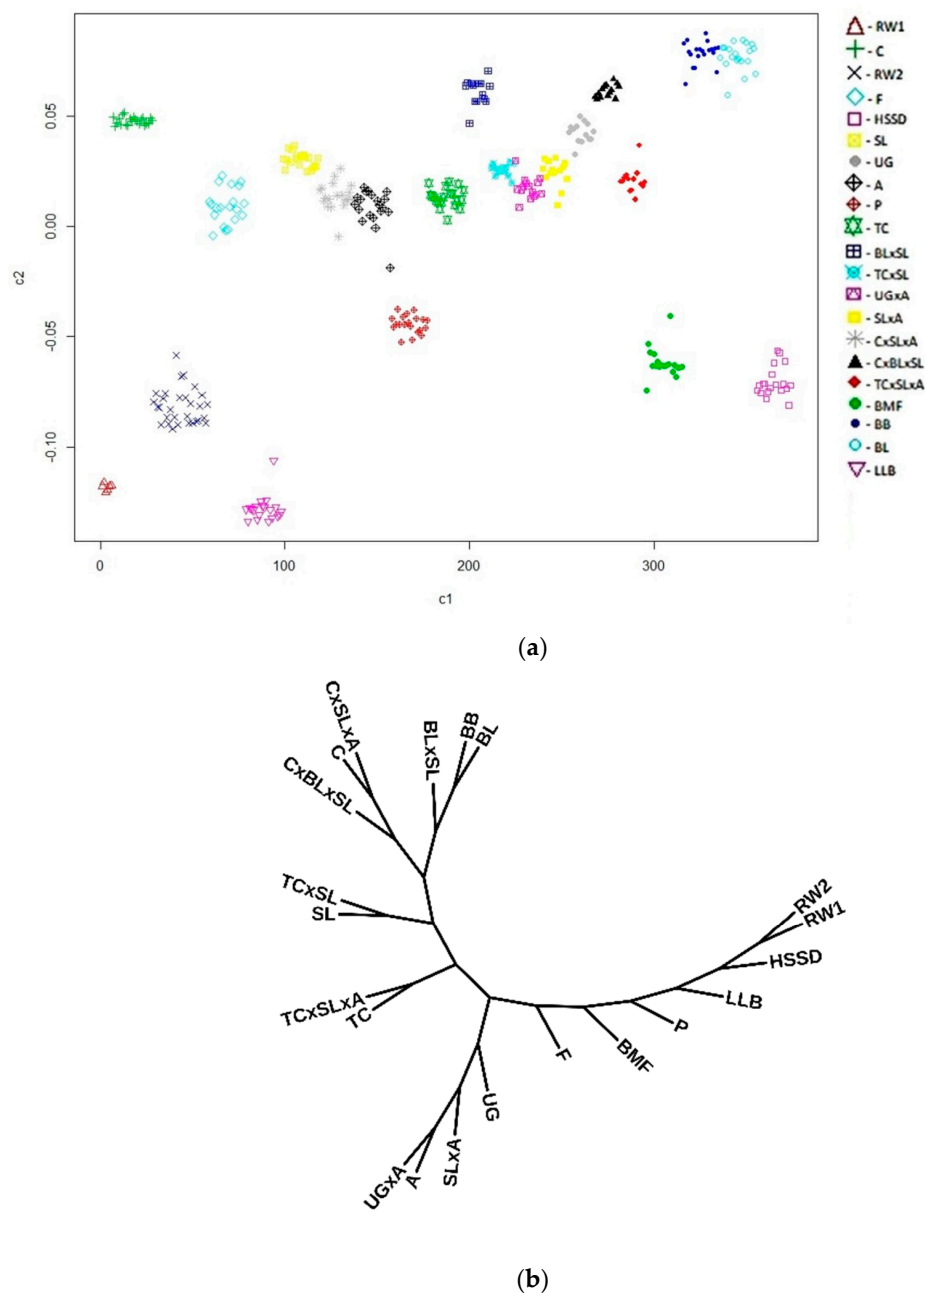 (a)
0.05
0.00
-0.05
-0.10
c2
0
100
200
300
c1
- RW1
- C
- RW2
- F
- HSSD
- SL
- UG
- A
- P
- TC
- BLxSL
- TCxSL
- UGxA
- SLxA
- CxSLxA
- CxBLxSL
- TCxSLxA
- BMF
- BB
- BL
- LLB
CxSLxA
C
CxBLxSL
BLxSL
BB
BL
TCxSL
SL
TCxSLxA
TC
UGxA
A
SLxA
UG
F
BMF
P
LLB
HSSD
RW1
RW2
(b)